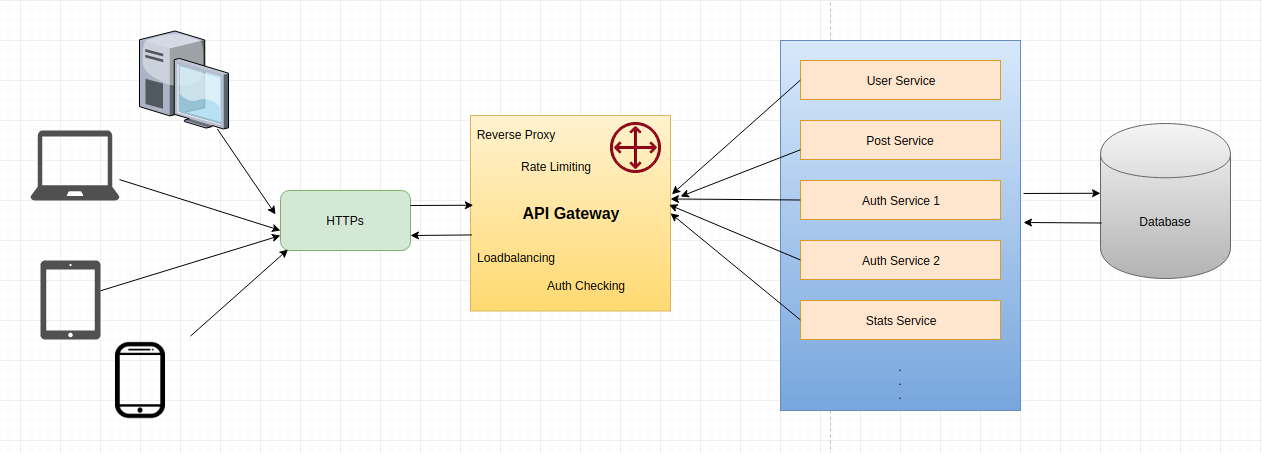 HTTPs
Reverse Proxy
Rate Limiting
API Gateway
Loadbalancing
Auth Checking
User Service
Post Service
Auth Service 1
Auth Service 2
Stats Service
.
.
.
Database